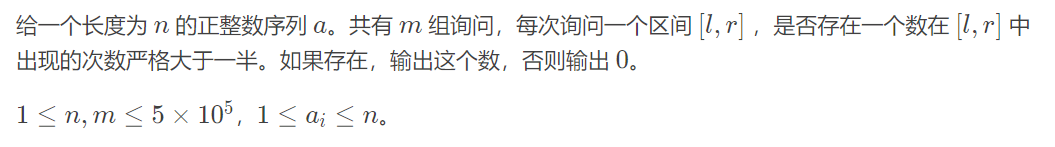 给一个长度为 n 的正整数序列 a。共有 m 组询问，每次询问一个区间 [l, r] ，是否存在一个数在 [l, r] 中
出现的次数严格大于一半。如果存在，输出这个数，否则输出 0。
1 ≤ n, m ≤ 5 × 10⁵，1 ≤ aᵢ ≤ n。